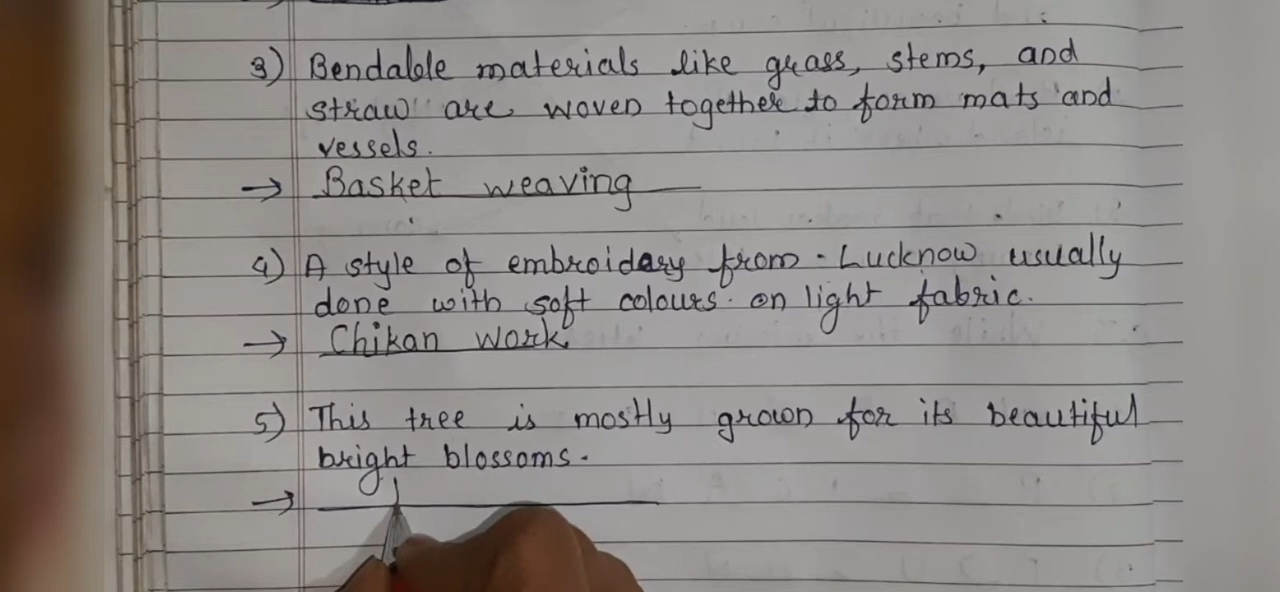 3) Bendable materials like grass, stems, and
straw are woven together to form mats and
vessels.
→ Basket weaving
4) A style of embroidery from Lucknow usually
done with soft colours on light fabric.
→ Chikan work.
5) This tree is mostly grown for its beautiful
bright blossoms.
→